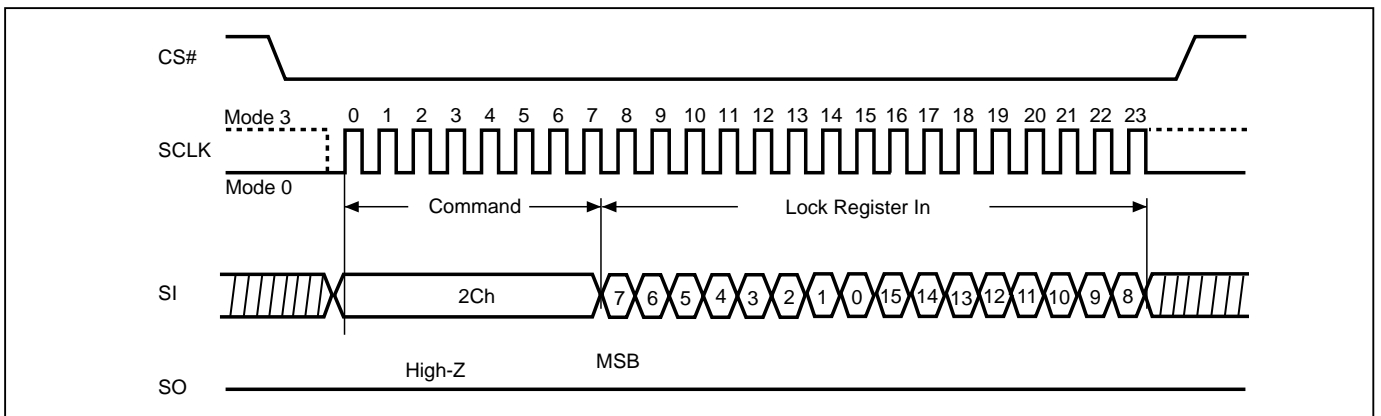 CS#
Mode 3
0 1 2 3 4 5 6 7 8 9 10 11 12 13 14 15 16 17 18 19 20 21 22 23
SCLK
Mode 0
Command
Lock Register In
SI
2Ch
7 6 5 4 3 2 1 0 15 14 13 12 11 10 9 8
High-Z
MSB
SO